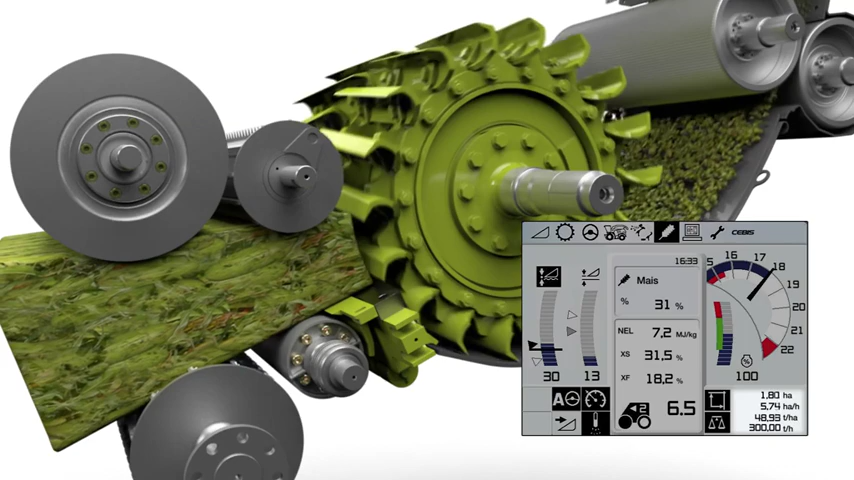 CEBIS
16:33
Mais
% 31 %
NEL 7,2 MJ/kg
XS 31,5 %
XF 18,2 %
2 6.5
30
13
5 16 17 18 19 20 21 22
%
100
A
1,80 ha
5,74 ha/h
48,93 t/ha
300,00 t/h